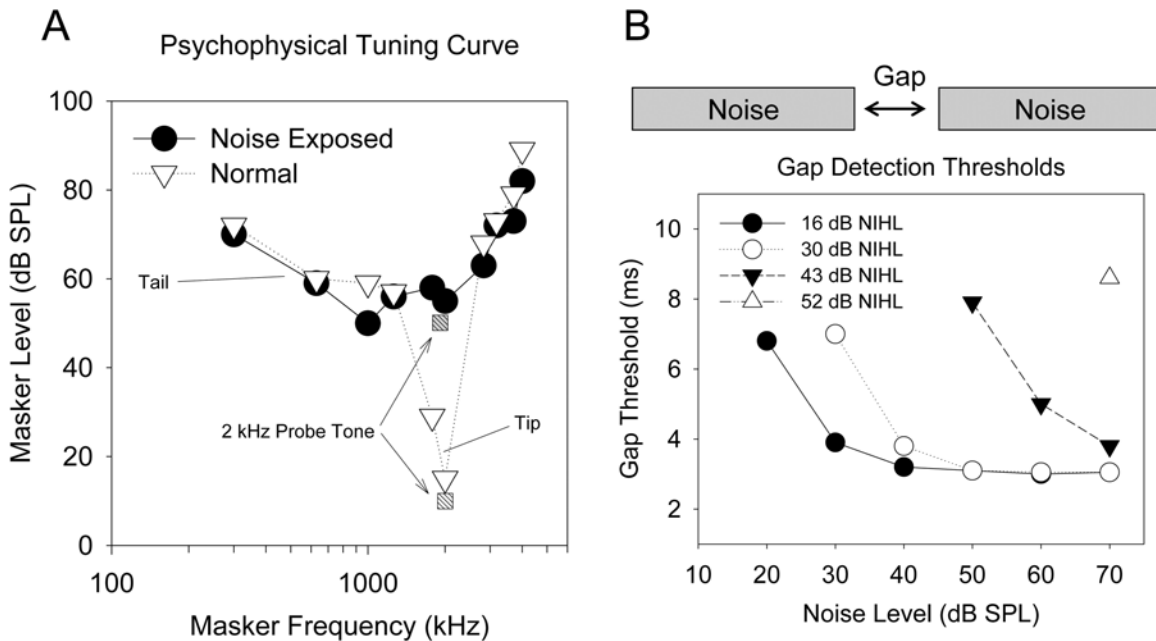 A
Psychophysical Tuning Curve
Masker Level (dB SPL)
100
80
60
40
20
0
Noise Exposed
Normal
Tail
2 kHz Probe Tone
Tip
100
1000
Masker Frequency (kHz)
B
Gap
Noise
Noise
Gap Detection Thresholds
Gap Threshold (ms)
10
8
6
4
2
16 dB NIHL
30 dB NIHL
43 dB NIHL
52 dB NIHL
10 20 30 40 50 60 70
Noise Level (dB SPL)